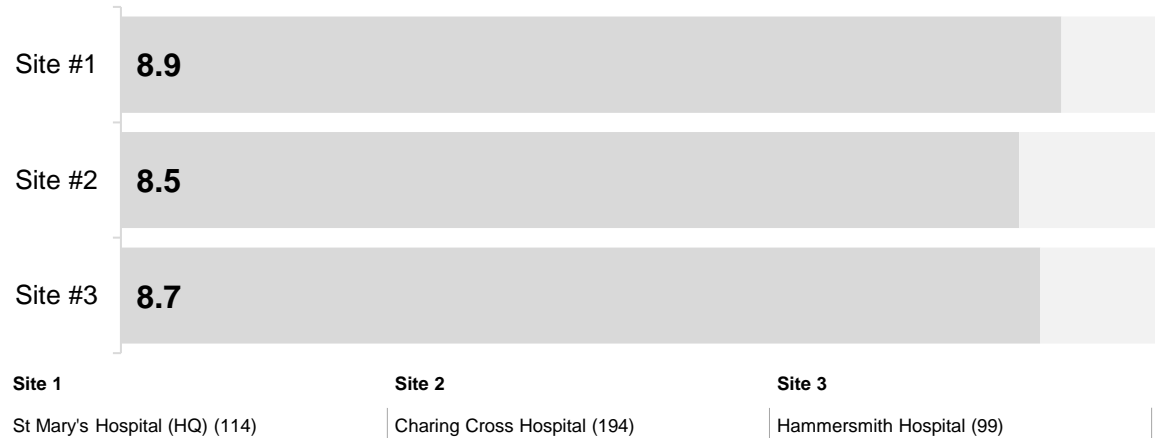 Site #1 8.9
Site #2 8.5
Site #3 8.7
Site 1 Site 2 Site 3
St Mary's Hospital (HQ) (114) Charing Cross Hospital (194) Hammersmith Hospital (99)